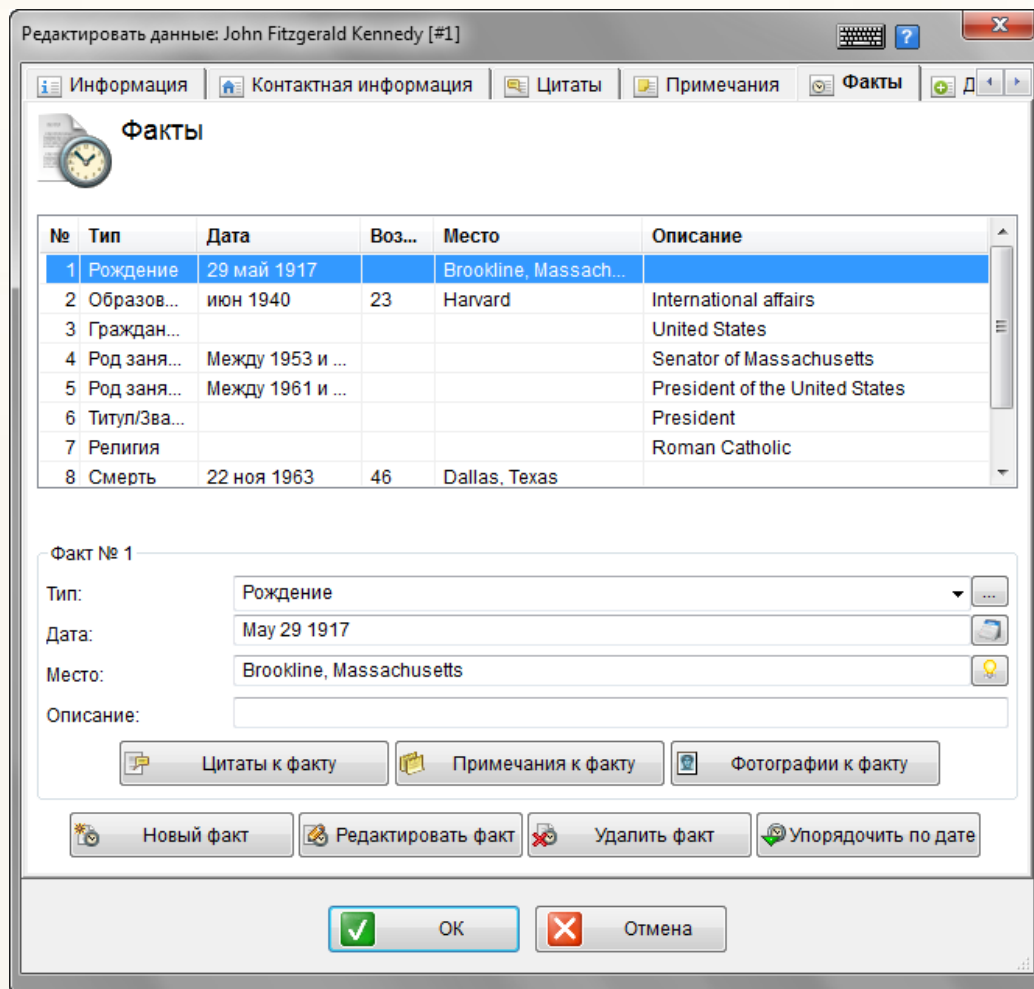 Редактировать данные: John Fitzgerald Kennedy [#1]
Информация Контактная информация Цитаты Примечания Факты Д
Факты
№ Тип Дата Воз... Место Описание
1 Рождение 29 май 1917 Brookline, Massach...
2 Образов... июн 1940 23 Harvard International affairs
3 Граждан... United States
4 Род заня... Между 1953 и ... Senator of Massachusetts
5 Род заня... Между 1961 и ... President of the United States
6 Титул/Зва... President
7 Религия Roman Catholic
8 Смерть 22 ноя 1963 46 Dallas, Texas
Факт № 1
Тип: Рождение ...
Дата: May 29 1917
Место: Brookline, Massachusetts
Описание:
Цитаты к факту Примечания к факту Фотографии к факту
Новый факт Редактировать факт Удалить факт Упорядочить по дате
ОК Отмена